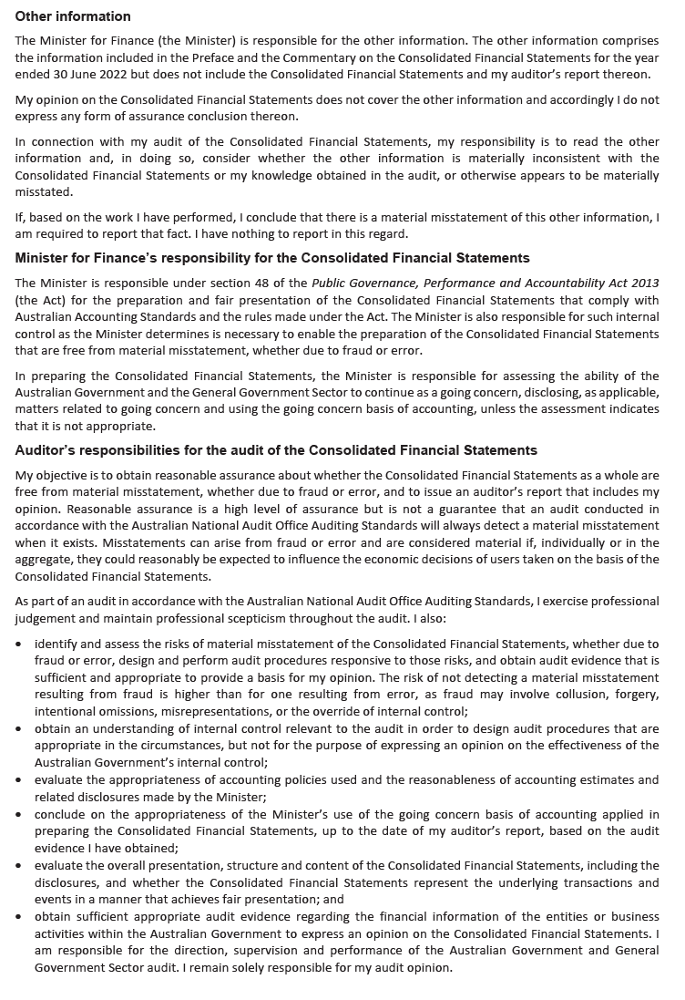 Other information
The Minister for Finance (the Minister) is responsible for the other information. The other information comprises
the information included in the Preface and the Commentary on the Consolidated Financial Statements for the year
ended 30 June 2022 but does not include the Consolidated Financial Statements and my auditor's report thereon.
My opinion on the Consolidated Financial Statements does not cover the other information and accordingly I do not
express any form of assurance conclusion thereon.
In connection with my audit of the Consolidated Financial Statements, my responsibility is to read the other
information and, in doing so, consider whether the other information is materially inconsistent with the
Consolidated Financial Statements or my knowledge obtained in the audit, or otherwise appears to be materially
misstated.
If, based on the work I have performed, I conclude that there is a material misstatement of this other information, I
am required to report that fact. I have nothing to report in this regard.
Minister for Finance's responsibility for the Consolidated Financial Statements
The Minister is responsible under section 48 of the Public Governance, Performance and Accountability Act 2013
(the Act) for the preparation and fair presentation of the Consolidated Financial Statements that comply with
Australian Accounting Standards and the rules made under the Act. The Minister is also responsible for such internal
control as the Minister determines is necessary to enable the preparation of the Consolidated Financial Statements
that are free from material misstatement, whether due to fraud or error.
In preparing the Consolidated Financial Statements, the Minister is responsible for assessing the ability of the
Australian Government and the General Government Sector to continue as a going concern, disclosing, as applicable,
matters related to going concern and using the going concern basis of accounting, unless the assessment indicates
that it is not appropriate.
Auditor's responsibilities for the audit of the Consolidated Financial Statements
My objective is to obtain reasonable assurance about whether the Consolidated Financial Statements as a whole are
free from material misstatement, whether due to fraud or error, and to issue an auditor's report that includes my
opinion. Reasonable assurance is a high level of assurance but is not a guarantee that an audit conducted in
accordance with the Australian National Audit Office Auditing Standards will always detect a material misstatement
when it exists. Misstatements can arise from fraud or error and are considered material if, individually or in the
aggregate, they could reasonably be expected to influence the economic decisions of users taken on the basis of the
Consolidated Financial Statements.
As part of an audit in accordance with the Australian National Audit Office Auditing Standards, I exercise professional
judgement and maintain professional scepticism throughout the audit. I also:
• identify and assess the risks of material misstatement of the Consolidated Financial Statements, whether due to
fraud or error, design and perform audit procedures responsive to those risks, and obtain audit evidence that is
sufficient and appropriate to provide a basis for my opinion. The risk of not detecting a material misstatement
resulting from fraud is higher than for one resulting from error, as fraud may involve collusion, forgery,
intentional omissions, misrepresentations, or the override of internal control;
• obtain an understanding of internal control relevant to the audit in order to design audit procedures that are
appropriate in the circumstances, but not for the purpose of expressing an opinion on the effectiveness of the
Australian Government's internal control;
• evaluate the appropriateness of accounting policies used and the reasonableness of accounting estimates and
related disclosures made by the Minister;
• conclude on the appropriateness of the Minister's use of the going concern basis of accounting applied in
preparing the Consolidated Financial Statements, up to the date of my auditor's report, based on the audit
evidence I have obtained;
• evaluate the overall presentation, structure and content of the Consolidated Financial Statements, including the
disclosures, and whether the Consolidated Financial Statements represent the underlying transactions and
events in a manner that achieves fair presentation; and
• obtain sufficient appropriate audit evidence regarding the financial information of the entities or business
activities within the Australian Government to express an opinion on the Consolidated Financial Statements. I
am responsible for the direction, supervision and performance of the Australian Government and General
Government Sector audit. I remain solely responsible for my audit opinion.